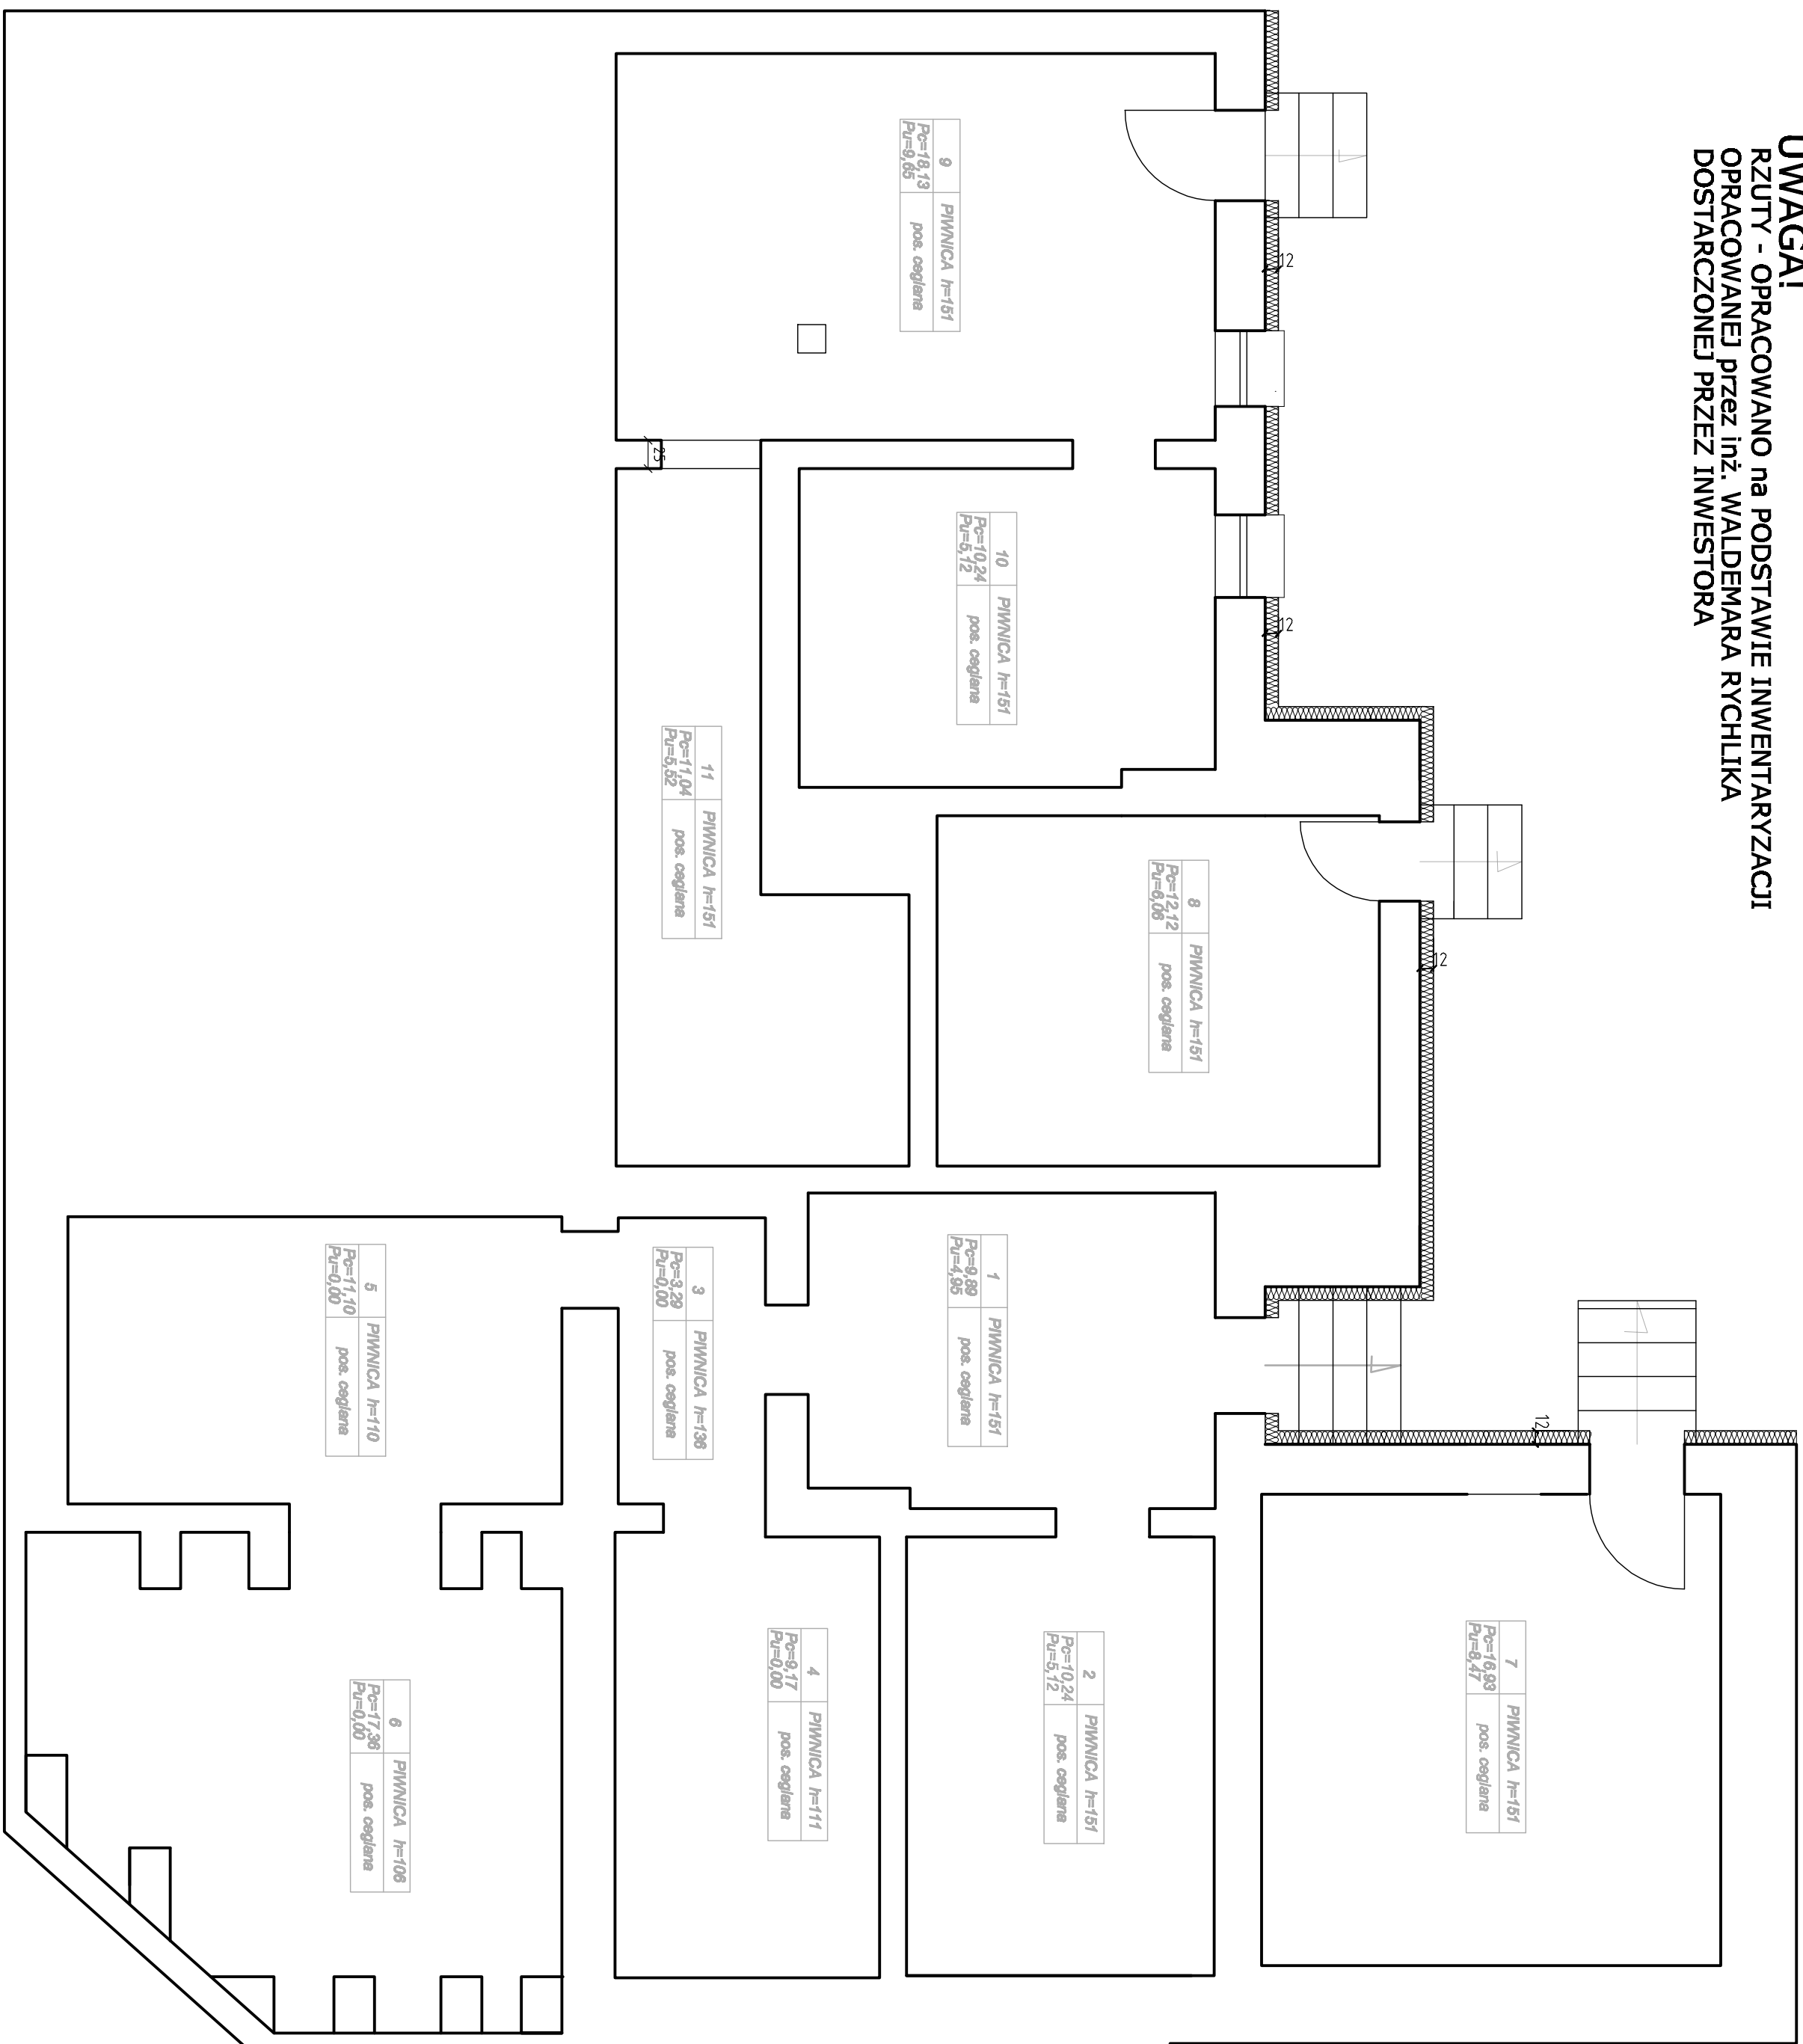 UWAGA!
RZUTY - OPRACOWANO na PODSTAWIE INWENTARYZACJI
OPRACOWANEJ przez inż. WALDEMARA RYCHLIKA
DOSTARCZONEJ PRZEZ INWESTORA
9 PIWNICA h=151
Pc=18,13
Pu=9,65
pos. ceglana
12
25
10 PIWNICA h=151
Pc=10,24
Pu=5,12
pos. ceglana
12
11 PIWNICA h=151
Pc=11,04
Pu=5,52
pos. ceglana
8 PIWNICA h=151
Pc=12,12
Pu=6,06
pos. ceglana
12
1 PIWNICA h=151
Pc=9,89
Pu=4,95
pos. ceglana
3 PIWNICA h=136
Pc=3,29
Pu=0,00
pos. ceglana
5 PIWNICA h=110
Pc=11,10
Pu=0,00
pos. ceglana
12
7 PIWNICA h=151
Pc=16,93
Pu=8,47
pos. ceglana
2 PIWNICA h=151
Pc=10,24
Pu=5,12
pos. ceglana
4 PIWNICA h=111
Pc=9,17
Pu=0,00
pos. ceglana
6 PIWNICA h=106
Pc=17,36
Pu=0,00
pos. ceglana